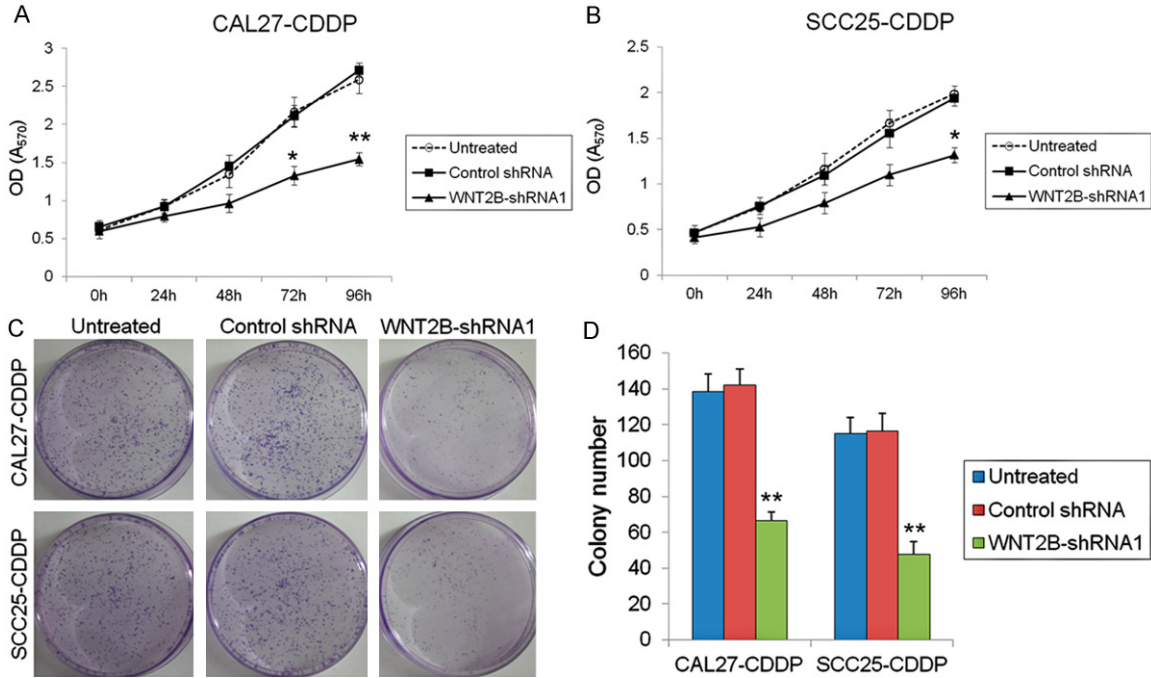 A
CAL27-CDDP
3
2.5
2
1.5
1
0.5
0
OD (A570)
0h 24h 48h 72h 96h
*
**
Untreated
Control shRNA
WNT2B-shRNA1
B
SCC25-CDDP
2.5
2
1.5
1
0.5
0
OD (A570)
0h 24h 48h 72h 96h
*
Untreated
Control shRNA
WNT2B-shRNA1
C
Untreated Control shRNA WNT2B-shRNA1
CAL27-CDDP
SCC25-CDDP
D
160
140
120
100
80
60
40
20
0
Colony number
**
**
CAL27-CDDP SCC25-CDDP
Untreated
Control shRNA
WNT2B-shRNA1